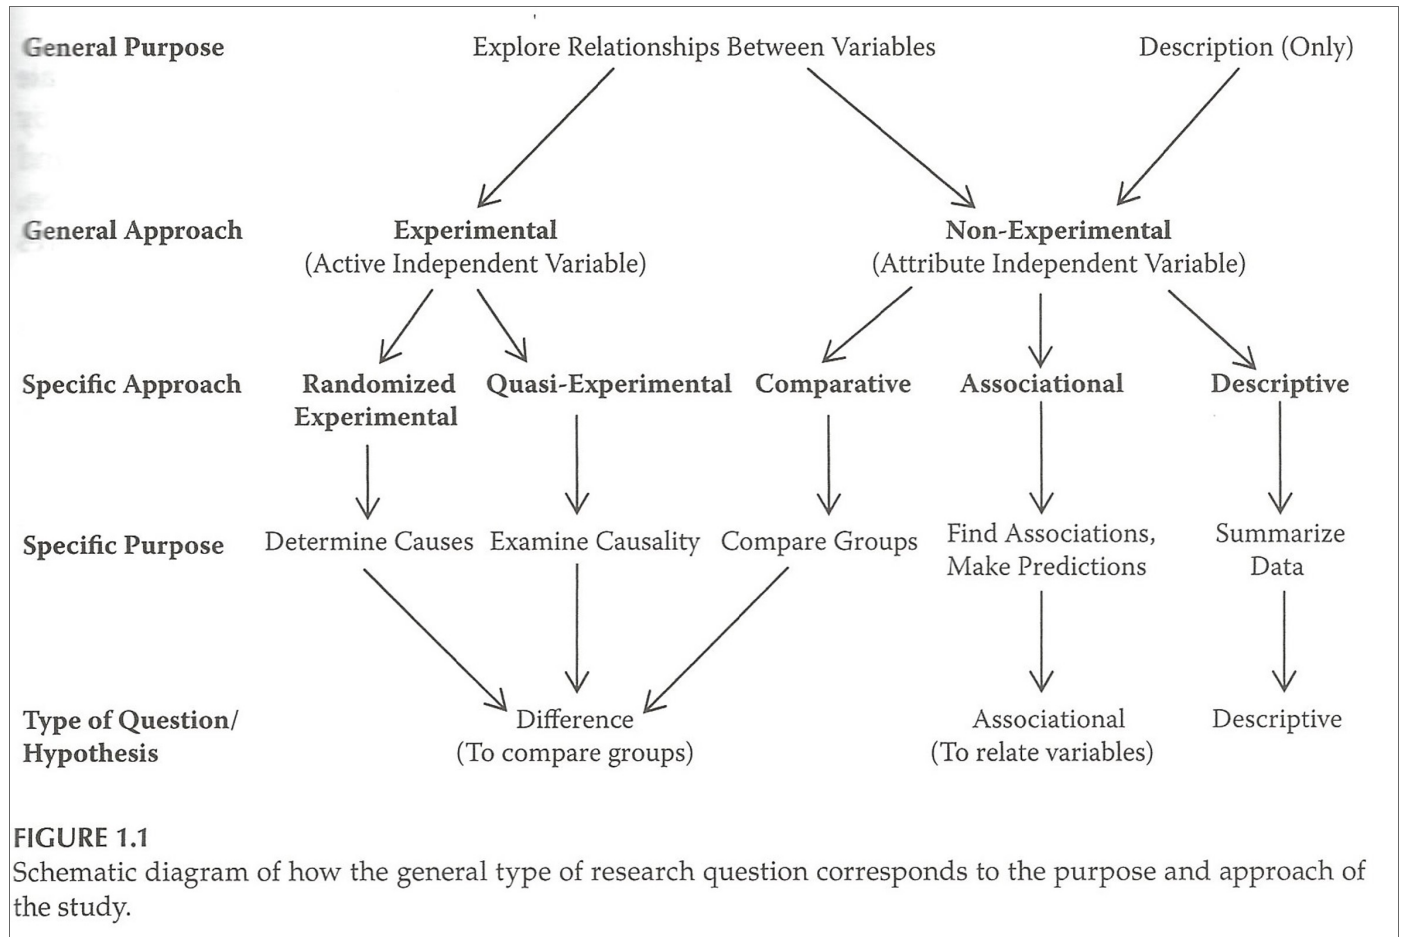 General Purpose Explore Relationships Between Variables Description (Only)
General Approach Experimental Non-Experimental
(Active Independent Variable) (Attribute Independent Variable)
Specific Approach Randomized Quasi-Experimental Comparative Associational Descriptive
Experimental
Specific Purpose Determine Causes Examine Causality Compare Groups Find Associations, Summarize
Make Predictions Data
Type of Question/ Difference Associational Descriptive
Hypothesis (To compare groups) (To relate variables)
FIGURE 1.1
Schematic diagram of how the general type of research question corresponds to the purpose and approach of
the study.